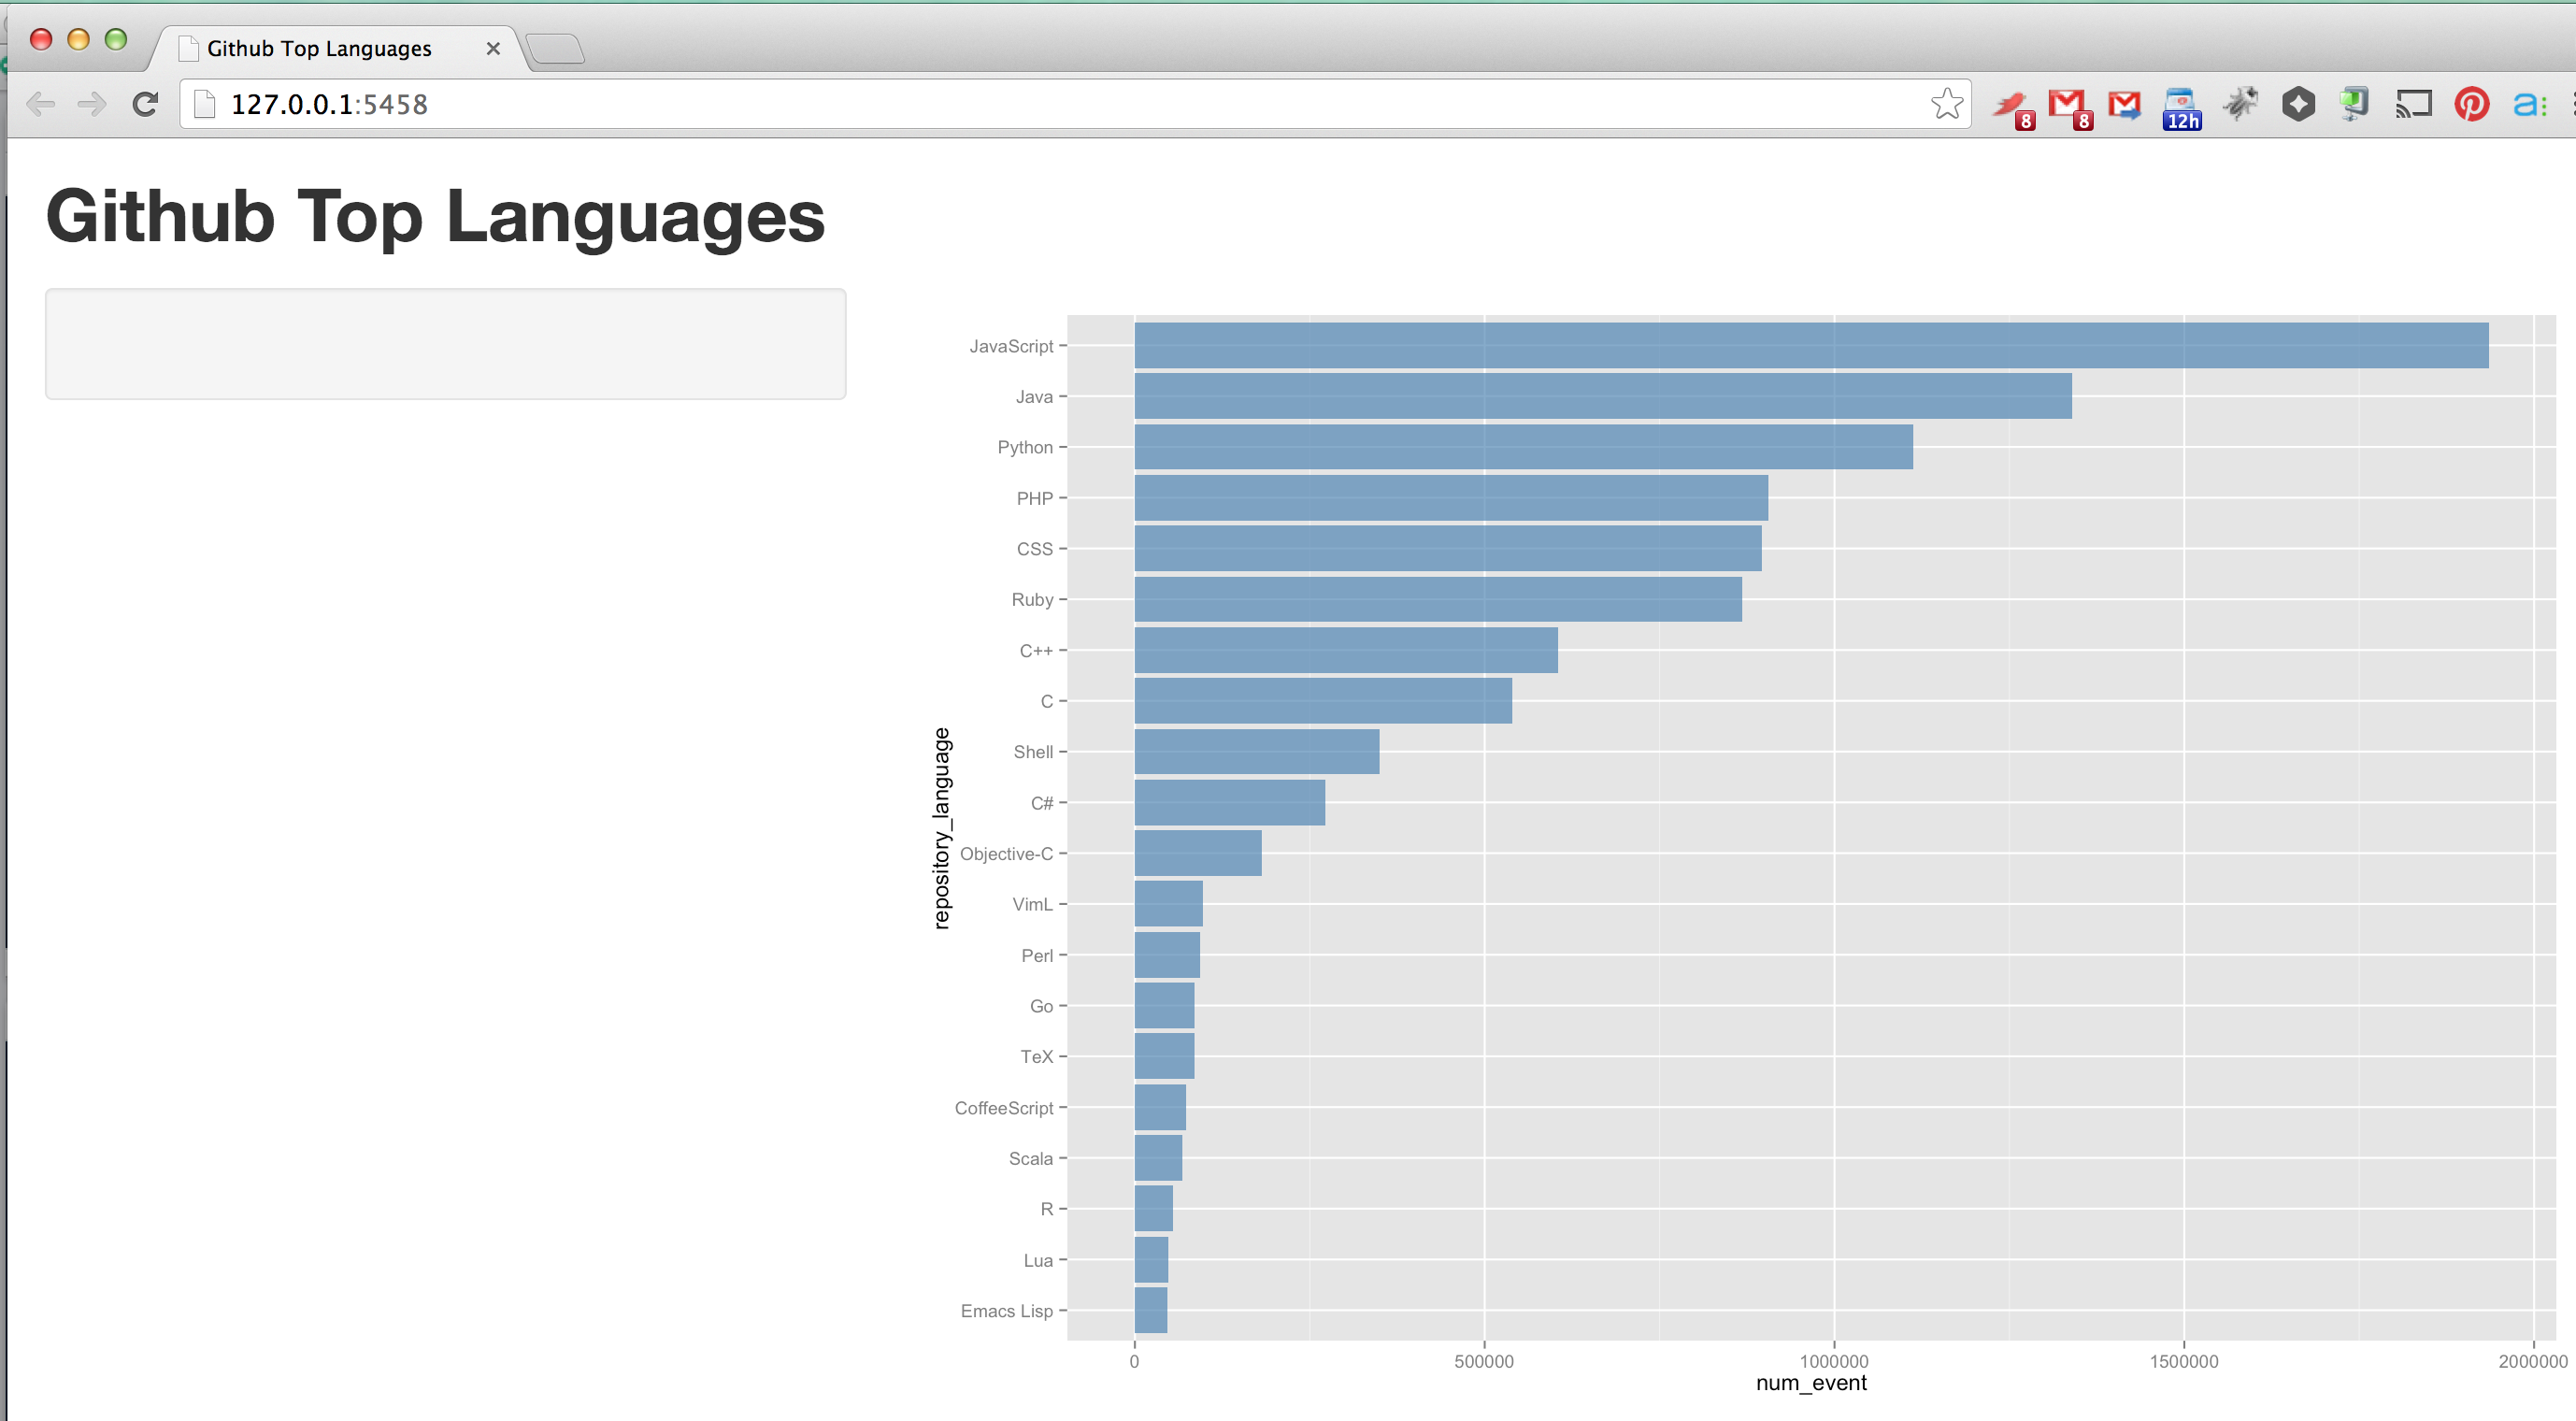 Github Top Languages
127.0.0.1:5458
8
8
12h
a:
Github Top Languages
JavaScript
Java
Python
PHP
CSS
Ruby
C++
C
Shell
C#
Objective-C
VimL
Perl
Go
TeX
CoffeeScript
Scala
R
Lua
Emacs Lisp
repository_language
0 500000 1000000 1500000 2000000
num_event